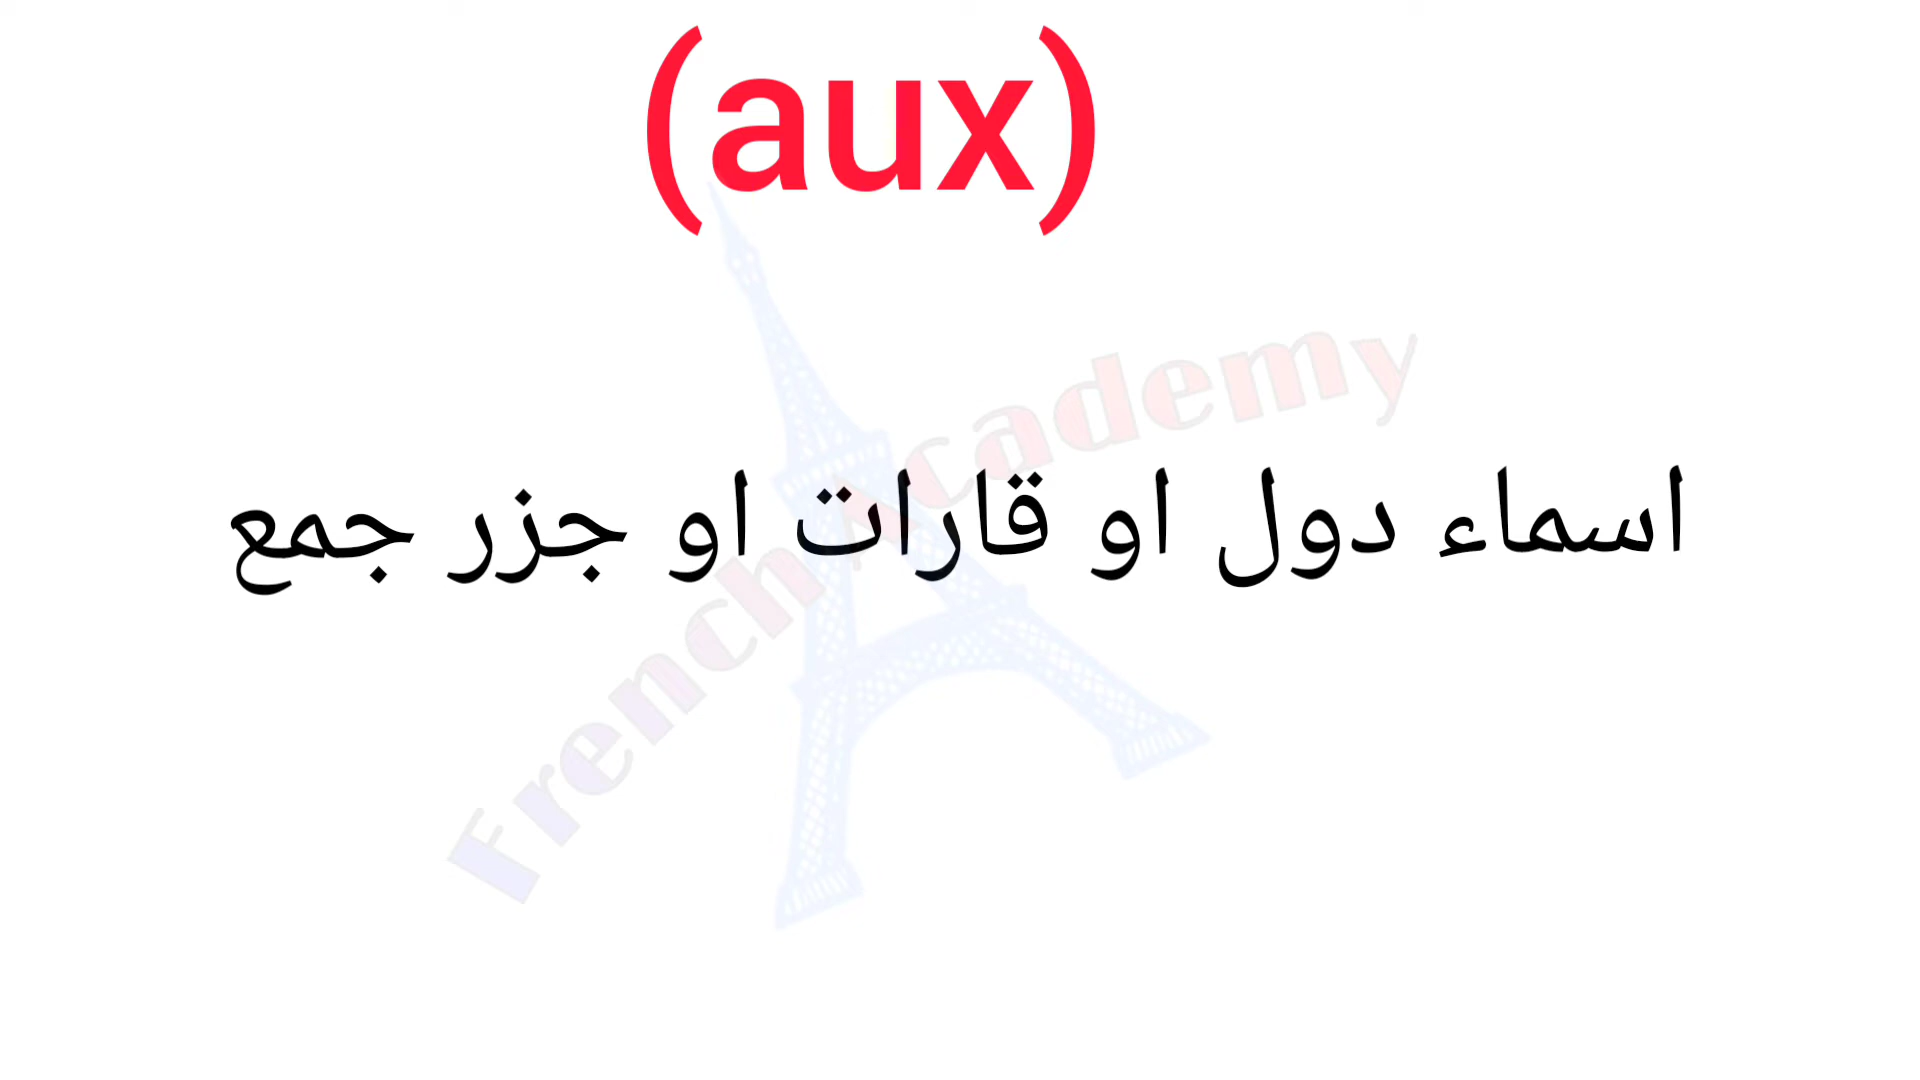 (aux)
اسماء دول او قارات او جزر جمع
French Academy